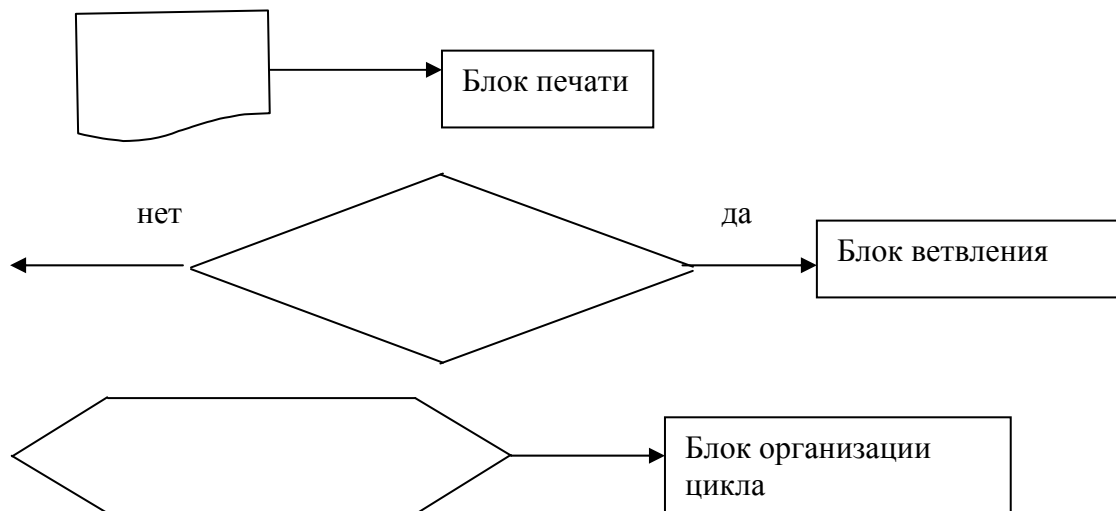 Блок печати
нет
да
Блок ветвления
Блок организации
цикла